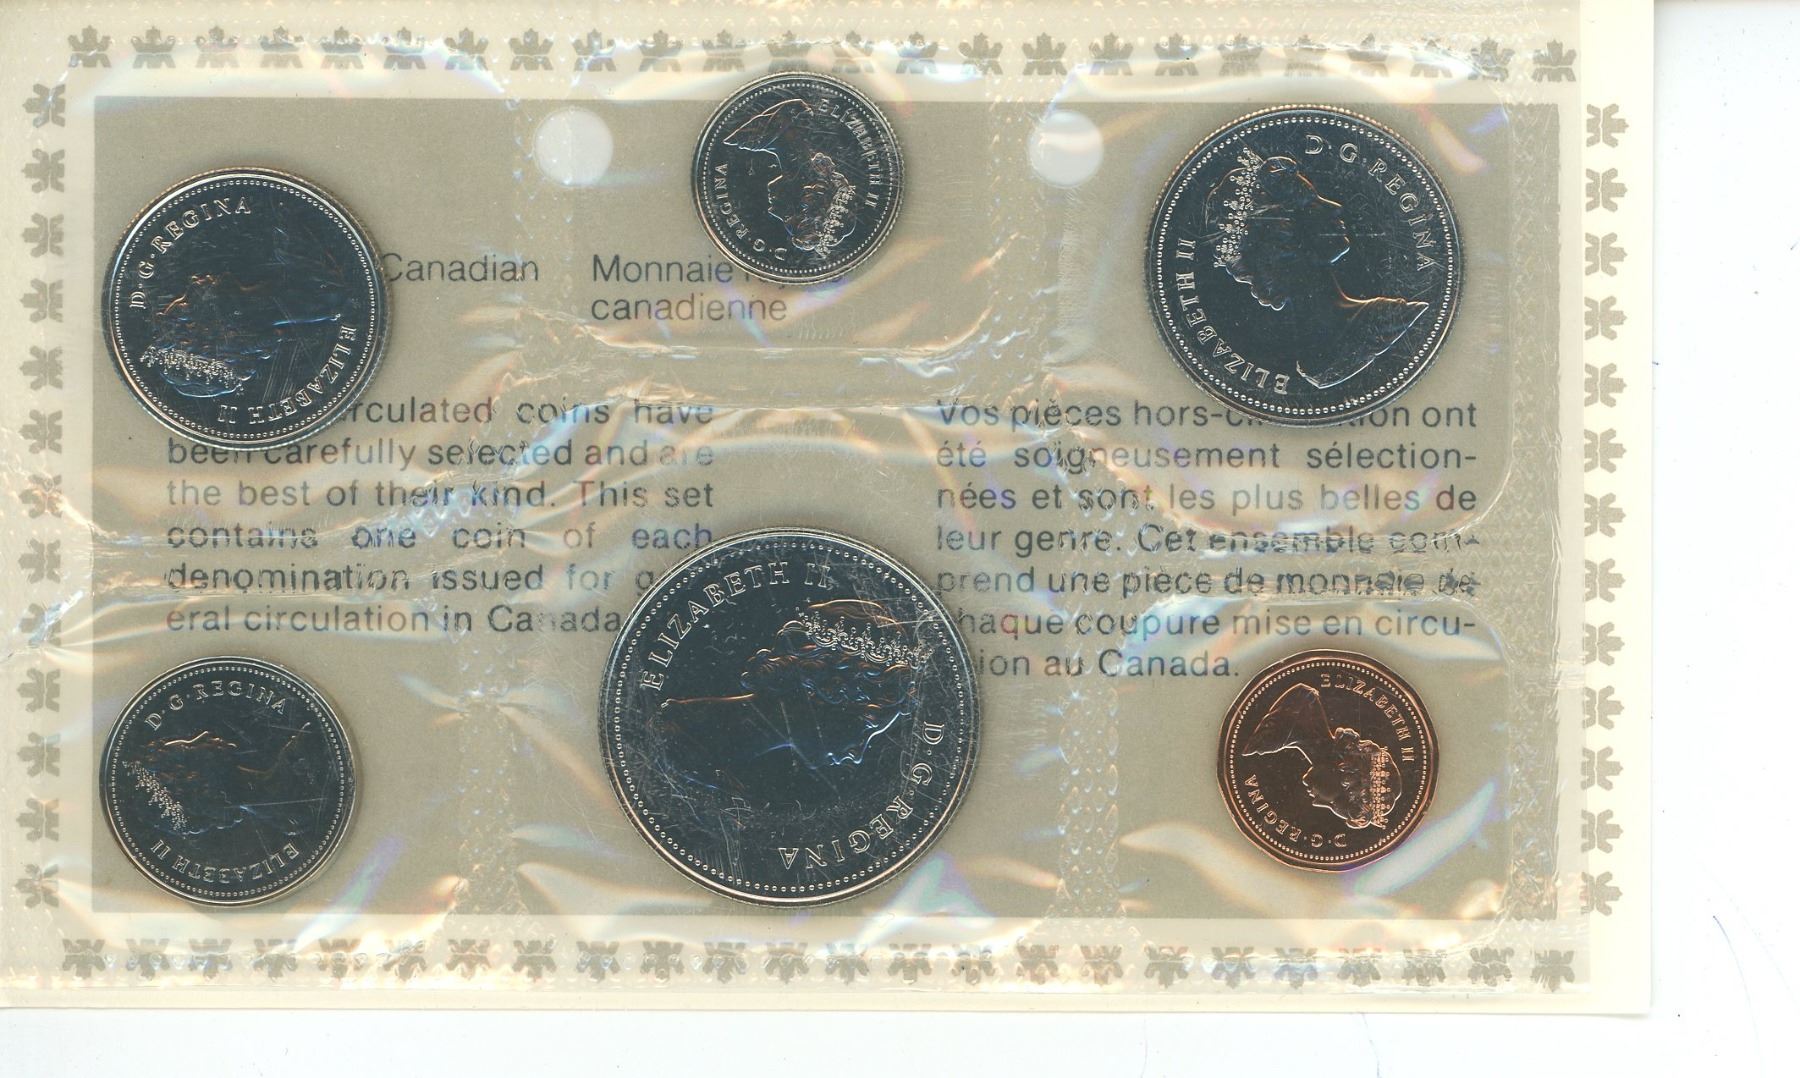 Canadian
Monnaie
canadienne
rculated coins have
been carefully selected and are
the best of their kind. This set
contains one coin of each
denomination issued for g
eral circulation in Canada
Vos pièces hors-c on ont
été soigneusement sélection-
nées et sont les plus belles de
leur genre. Cet ensemble com-
prend une pièce de monnaie de
haque coupure mise en circu-
ion au Canada.
D·G·REGINA
ELIZABETH II
ELIZABETH II
D·G·REGINA
ELIZABETH II
D·G·REGINA
D·G·REGINA
ELIZABETH II
ELIZABETH II
D·G·REGINA
ELIZABETH II
D·G·REGINA